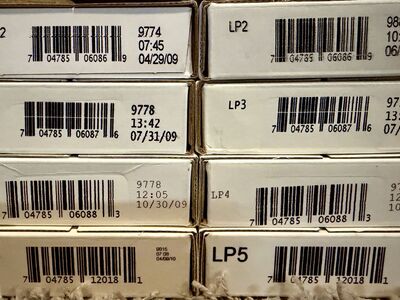 2
9774
07:45
04/29/09
7 04785 06086 9
LP2
7 04785 06086 9
9778
13:42
07/31/09
7 04785 06087 6
LP3
7 04785 06087 6
9778
12:05
10/30/09
7 04785 06088 3
LP4
7 04785 06088 3
7 04785 12018 1
LP5
7 04785 12018 1